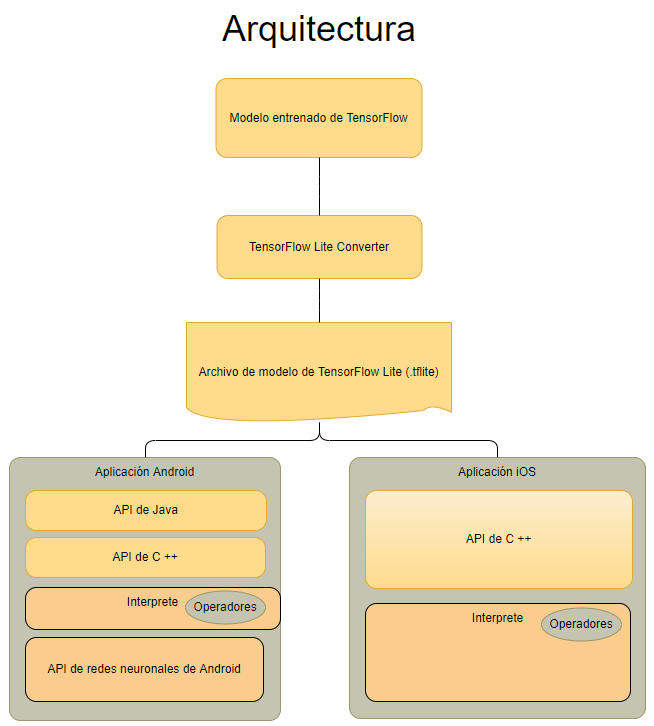 Arquitectura
Modelo entrenado de TensorFlow
TensorFlow Lite Converter
Archivo de modelo de TensorFlow Lite (.tflite)
Aplicación Android
API de Java
API de C ++
Interprete
Operadores
API de redes neuronales de Android
Aplicación iOS
API de C ++
Interprete
Operadores